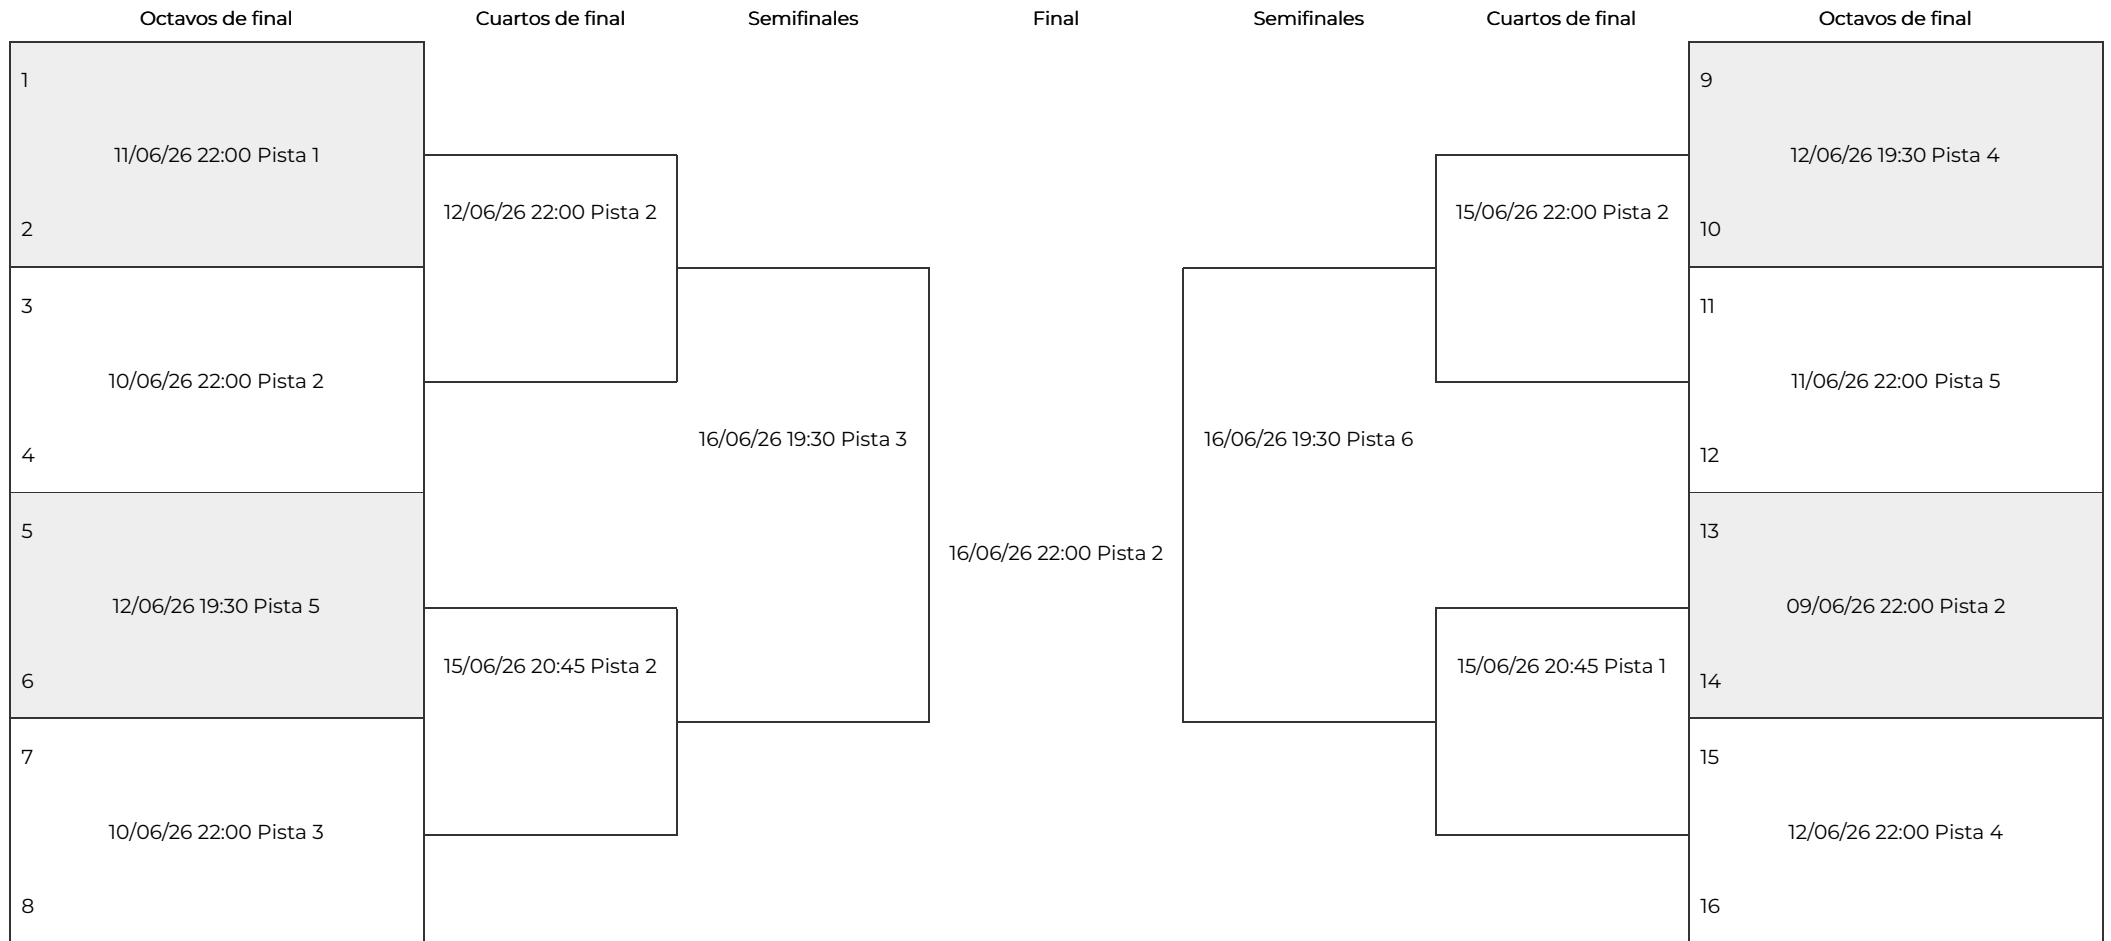 Octavos de final
Cuartos de final
Semifinales
Final
Semifinales
Cuartos de final
Octavos de final
1
11/06/26 22:00 Pista 1
2
3
10/06/26 22:00 Pista 2
4
5
12/06/26 19:30 Pista 5
6
7
10/06/26 22:00 Pista 3
8
12/06/26 22:00 Pista 2
15/06/26 20:45 Pista 2
16/06/26 19:30 Pista 3
16/06/26 22:00 Pista 2
16/06/26 19:30 Pista 6
15/06/26 22:00 Pista 2
15/06/26 20:45 Pista 1
9
12/06/26 19:30 Pista 4
10
11
11/06/26 22:00 Pista 5
12
13
09/06/26 22:00 Pista 2
14
15
12/06/26 22:00 Pista 4
16